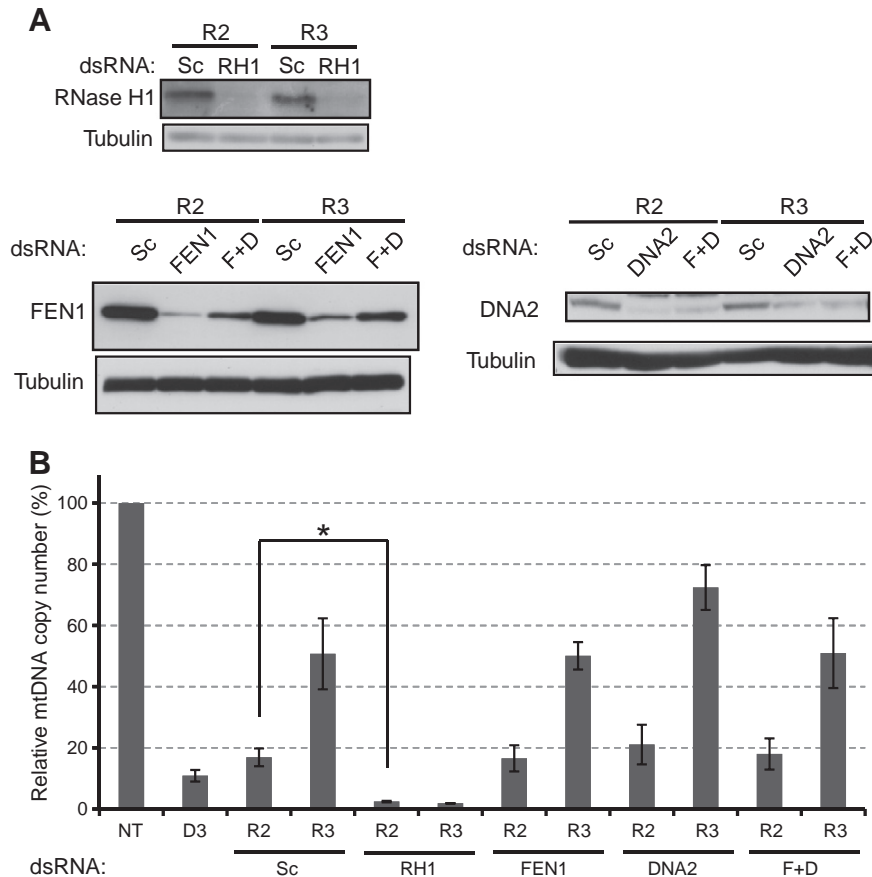 A
R2 R3
dsRNA: Sc RH1 Sc RH1
RNase H1
Tubulin
R2 R3
dsRNA: Sc FEN1 F+D Sc FEN1 F+D
FEN1
Tubulin
R2 R3
dsRNA: Sc DNA2 F+D Sc DNA2 F+D
DNA2
Tubulin
B
Relative mtDNA copy number (%)
100
80
60
40
20
0
*
NT D3 R2 R3 R2 R3 R2 R3 R2 R3 R2 R3
dsRNA: Sc RH1 FEN1 DNA2 F+D